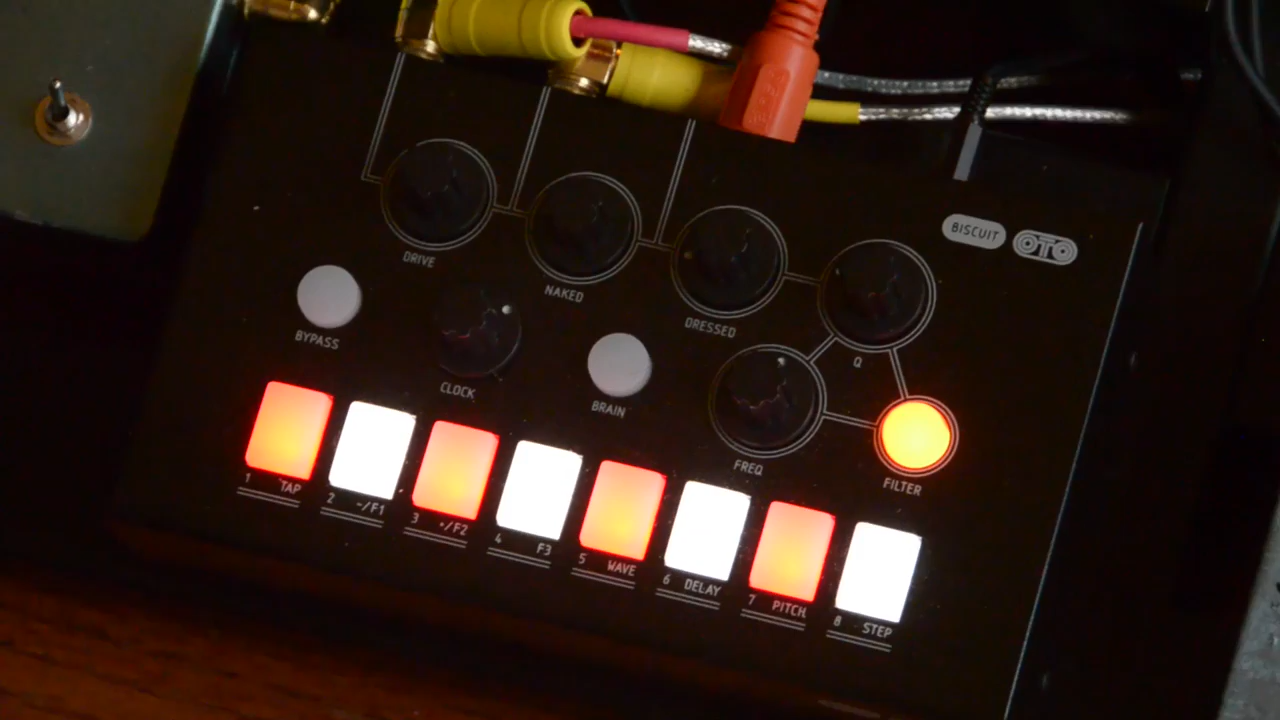 BISCUIT OTO
DRIVE
NAKED
DRESSED
Q
BYPASS
CLOCK
BRAIN
FREQ
FILTER
1 TAP
2 -/F1
3 +/F2
4 F3
5 WAVE
6 DELAY
7 PITCH
8 STEP